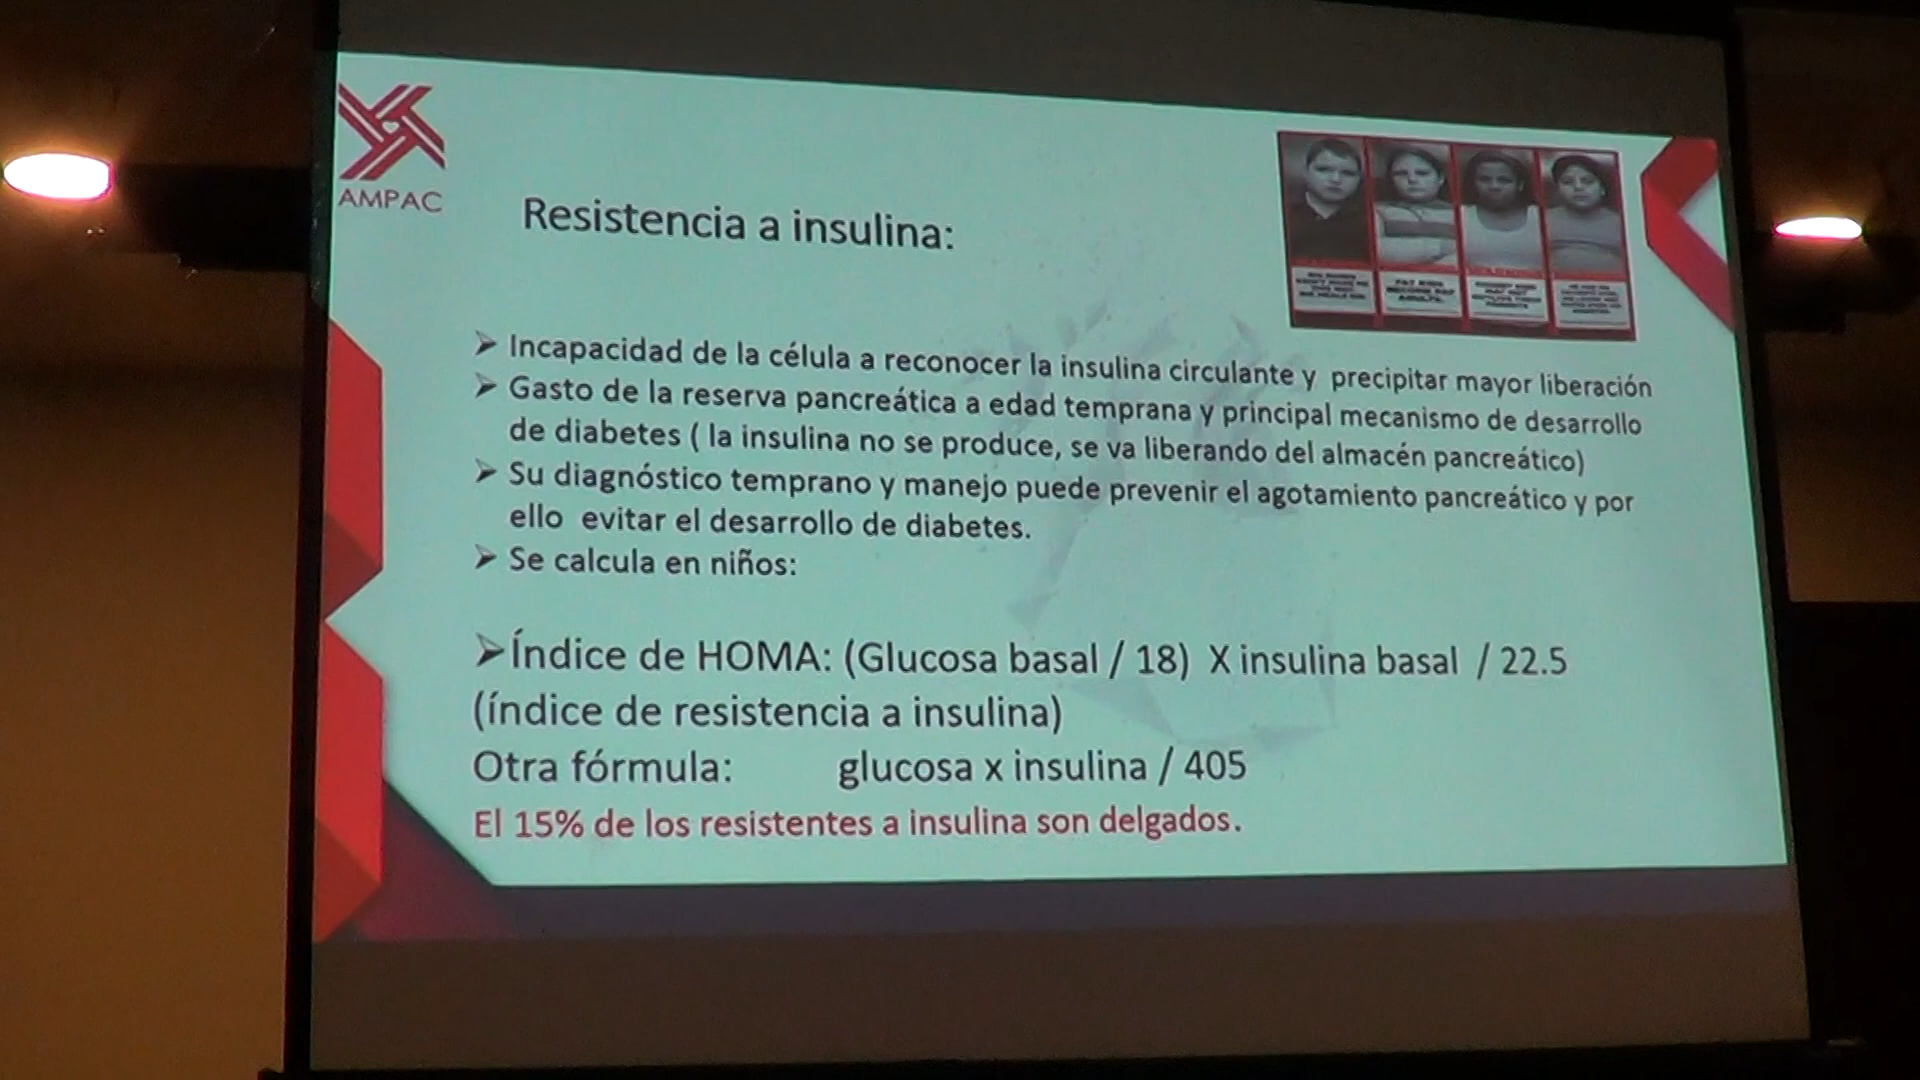 AMPAC
Resistencia a insulina:
➢ Incapacidad de la célula a reconocer la insulina circulante y precipitar mayor liberación
➢ Gasto de la reserva pancreática a edad temprana y principal mecanismo de desarrollo
de diabetes ( la insulina no se produce, se va liberando del almacén pancreático)
➢ Su diagnóstico temprano y manejo puede prevenir el agotamiento pancreático y por
ello evitar el desarrollo de diabetes.
➢ Se calcula en niños:
➢Índice de HOMA: (Glucosa basal / 18) X insulina basal / 22.5
(índice de resistencia a insulina)
Otra fórmula: glucosa x insulina / 405
El 15% de los resistentes a insulina son delgados.